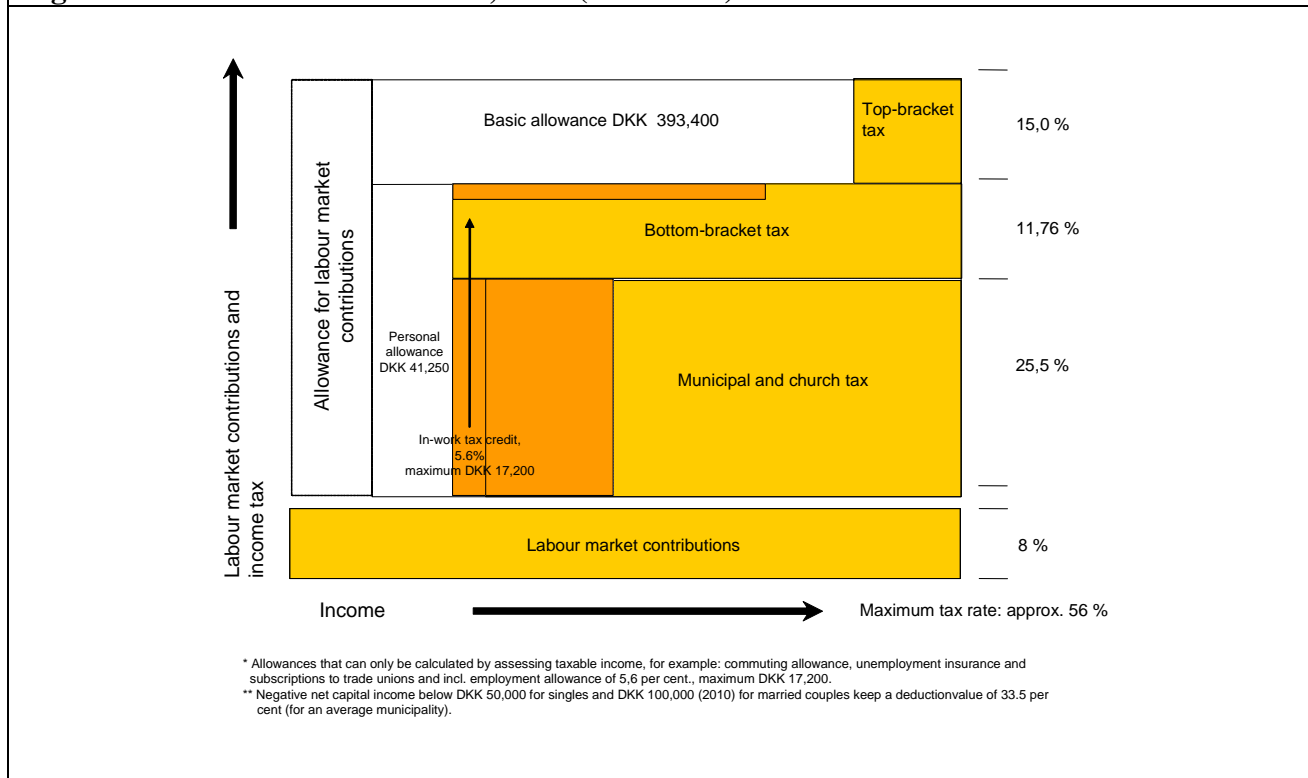 Basic allowance DKK  393,400
Top-bracket
tax
15,0 %
Allowance for labour market
contributions
Bottom-bracket tax
11,76 %
Personal
allowance
DKK 41,250
Municipal and church tax
25,5 %
In-work tax credit,
5.6%
maximum DKK 17,200
Labour market contributions and
income tax
Labour market contributions
8 %
Income
Maximum tax rate: approx. 56 %
* Allowances that can only be calculated by assessing taxable income, for example: commuting allowance, unemployment insurance and
subscriptions to trade unions and incl. employment allowance of 5,6 per cent., maximum DKK 17,200.
** Negative net capital income below DKK 50,000 for singles and DKK 100,000 (2010) for married couples keep a deductionvalue of 33.5 per
cent (for an average municipality).